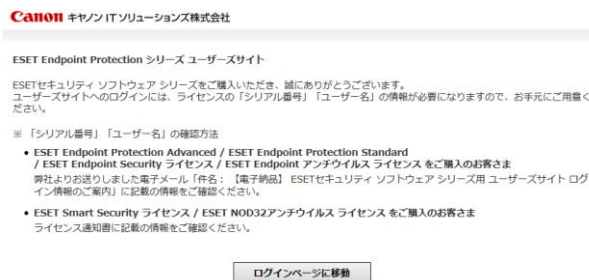 Canon キヤノン IT ソリューションズ株式会社
ESET Endpoint Protection シリーズ ユーザーズサイト
ESETセキュリティ ソフトウェア シリーズをご購入いただき、誠にありがとうございます。
ユーザーズサイトへのログインには、ライセンスの「シリアル番号」「ユーザー名」の情報が必要になりますので、お手元にご用意く
ださい。
※ 「シリアル番号」「ユーザー名」の確認方法
• ESET Endpoint Protection Advanced / ESET Endpoint Protection Standard
/ ESET Endpoint Security ライセンス / ESET Endpoint アンチウイルス ライセンス をご購入のお客さま
弊社よりお送りしました電子メール「件名： 【電子納品】 ESETセキュリティ ソフトウェア シリーズ用 ユーザーズサイト ログ
イン情報のご案内」に記載の情報をご確認ください。
• ESET Smart Security ライセンス / ESET NOD32アンチウイルス ライセンス をご購入のお客さま
ライセンス通知書に記載の情報をご確認ください。
ログインページに移動